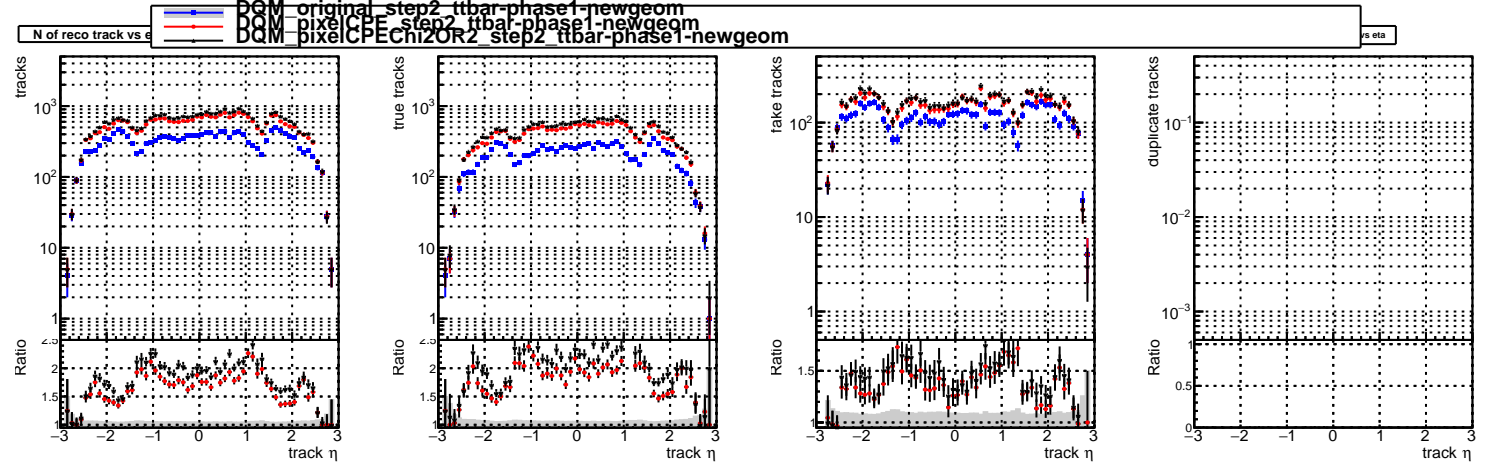 DQM_original_step2_ttbar-phase1-newgeom
DQM_pixelCPE_step2_ttbar-phase1-newgeom
DQM_pixelCPEChi2OR2_step2_ttbar-phase1-newgeom
N of reco track vs e
vs eta
tracks
10³
10²
10
1
Ratio
2.5
2
1.5
1
−3 −2 −1 0 1 2 3
track η
true tracks
10³
10²
10
1
Ratio
2.5
2
1.5
1
−3 −2 −1 0 1 2 3
track η
fake tracks
10²
10
1
Ratio
1.5
1
−3 −2 −1 0 1 2 3
track η
duplicate tracks
10⁻¹
10⁻²
10⁻³
Ratio
1
0.5
0
−3 −2 −1 0 1 2 3
track η